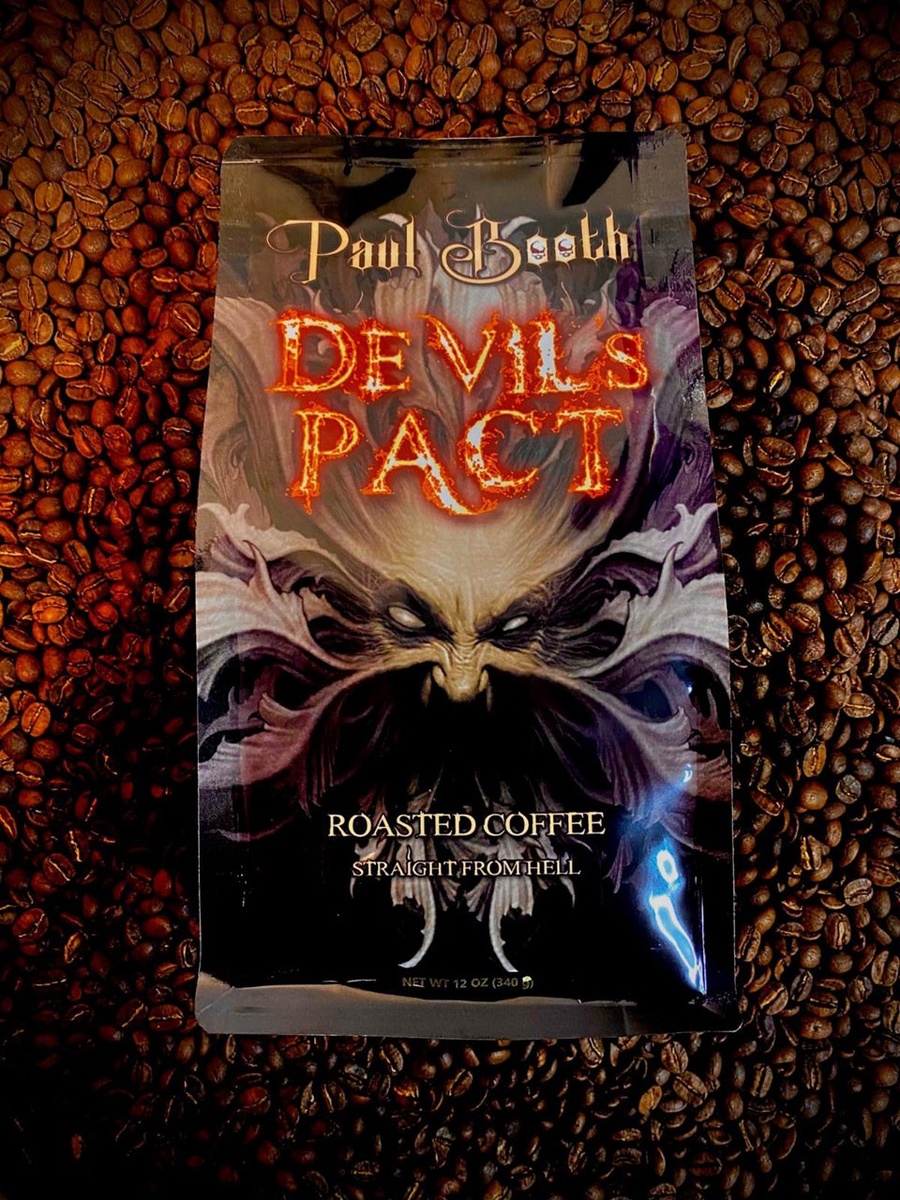 Paul Booth
DEVIL's
PACT
ROASTED COFFEE
STRAIGHT FROM HELL
NET WT 12 OZ (340 g)